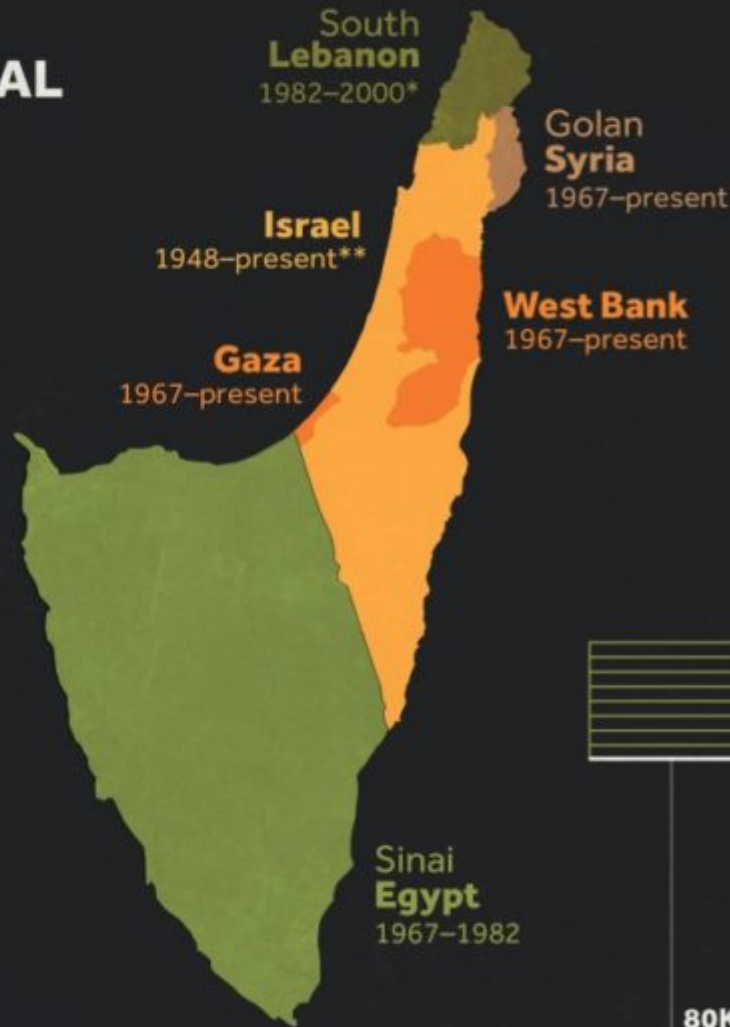 AL
South
Lebanon
1982–2000*
Golan
Syria
1967–present
Israel
1948–present**
West Bank
1967–present
Gaza
1967–present
Sinai
Egypt
1967–1982
80K